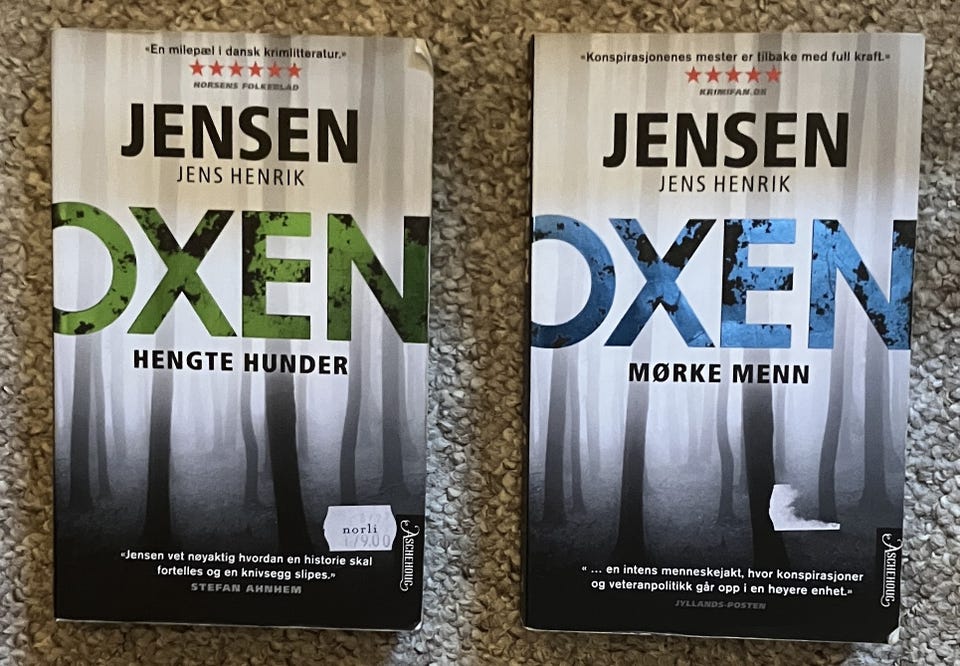 «En milepæl i dansk krimlitteratur.»
HORSENS FOLKEBLAD
JENSEN
JENS HENRIK
OXEN
HENGTE HUNDER
norli
179.00
ASCHEHOUG
«Jensen vet nøyaktig hvordan en historie skal
fortelles og en knivsegg slipes.»
STEFAN AHNHEM
«Konspirasjonenes mester er tilbake med full kraft.»
KRIMIFAN.DK
JENSEN
JENS HENRIK
OXEN
MØRKE MENN
ASCHEHOUG
« ... en intens menneskejakt, hvor konspirasjoner
og veteranpolitikk går opp i en høyere enhet.»
JYLLANDS-POSTEN